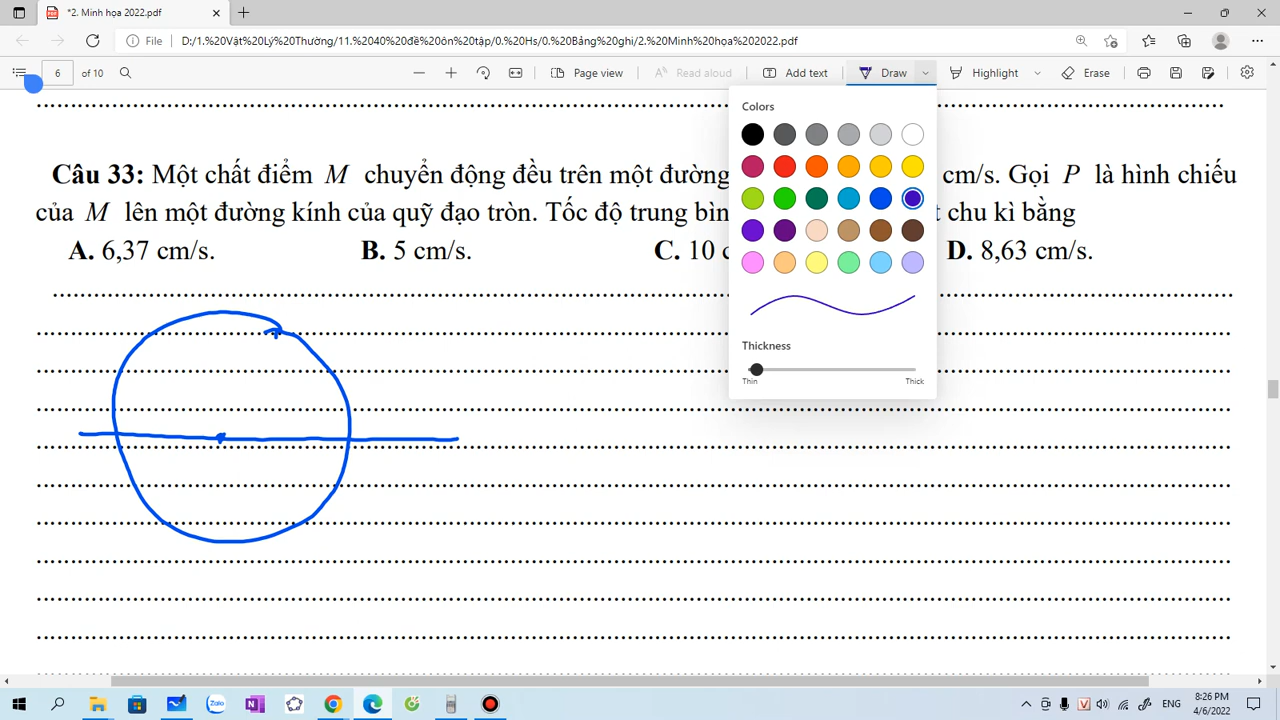 *2. Minh họa 2022.pdf
File D:/1.%20Vật%20Lý%20Thường/11.%2040%20đề%20ôn%20tập/0.%20Hs/0.%20Bảng%20ghi/2.%20Minh%20họa%202022.pdf
6 of 10 Page view Read aloud Add text Draw Highlight Erase
Colors
Câu 33: Một chất điểm M chuyển động đều trên một đường cm/s. Gọi P là hình chiếu
của M lên một đường kính của quỹ đạo tròn. Tốc độ trung bìn t chu kì bằng
A. 6,37 cm/s. B. 5 cm/s. C. 10 c D. 8,63 cm/s.
Thickness
Thin Thick
Zalo N V ENG 8:26 PM
4/6/2022